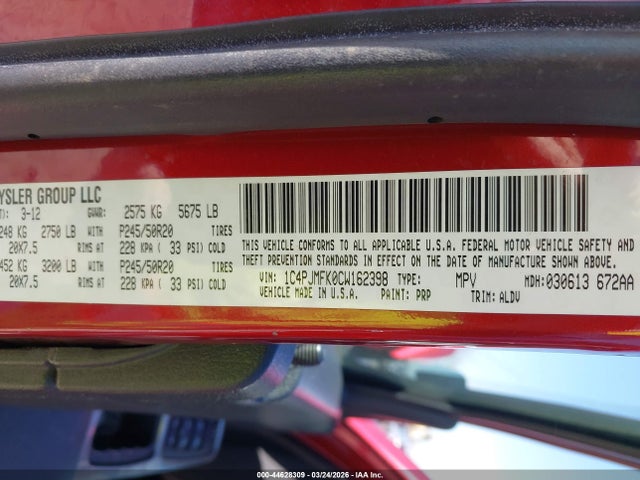 YSLER GROUP LLC
T): 3-12 GVWR: 2575 KG 5675 LB
248 KG 2750 LB WITH P245/50R20 TIRES
20X7.5 RIMS AT 228 KPA ( 33 PSI) COLD
452 KG 3200 LB WITH P245/50R20 TIRES
20X7.5 RIMS AT 228 KPA ( 33 PSI) COLD
THIS VEHICLE CONFORMS TO ALL APPLICABLE U.S.A. FEDERAL MOTOR VEHICLE SAFETY AND
THEFT PREVENTION STANDARDS IN EFFECT ON THE DATE OF MANUFACTURE SHOWN ABOVE.
VIN: 1C4PJMFK0CW162398 TYPE: MPV MDH: 030613 672AA
VEHICLE MADE IN U.S.A. PAINT: PRP TRIM: ALDV
000-44628309 - 03/24/2026 - IAA Inc.